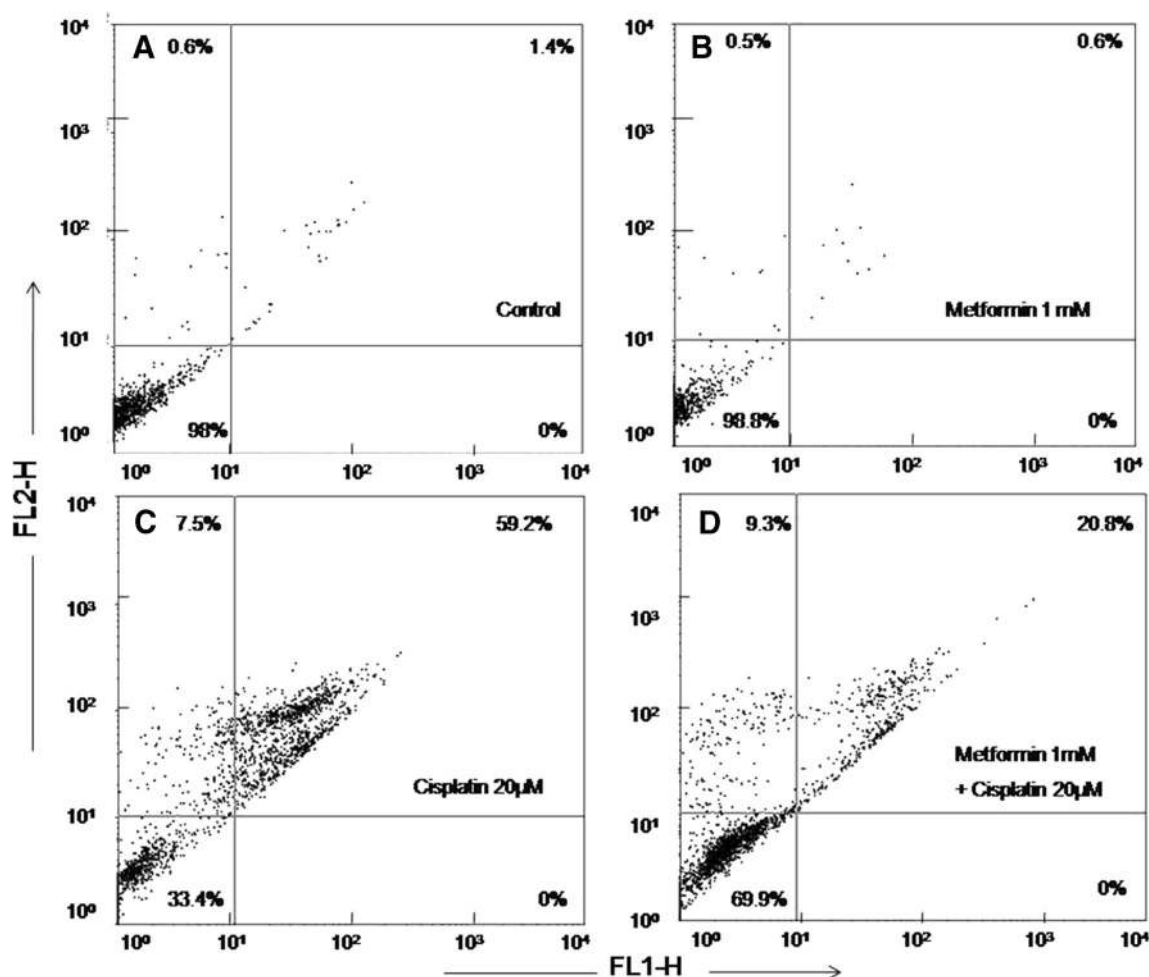 A 0.6% 1.4%
B 0.5% 0.6%
10⁴ 10⁴
10³ 10³
10² 10²
Control Metformin 1 mM
10¹ 10¹
98% 0% 98.8% 0%
10⁰ 10⁰
10⁰ 10¹ 10² 10³ 10⁴ 10⁰ 10¹ 10² 10³ 10⁴
FL2-H
C 7.5% 59.2%
D 9.3% 20.8%
10⁴ 10⁴
10³ 10³
10² 10²
Cisplatin 20µM Metformin 1mM
+ Cisplatin 20µM
10¹ 10¹
33.4% 0% 69.9% 0%
10⁰ 10⁰
10⁰ 10¹ 10² 10³ 10⁴ 10⁰ 10¹ 10² 10³ 10⁴
FL1-H